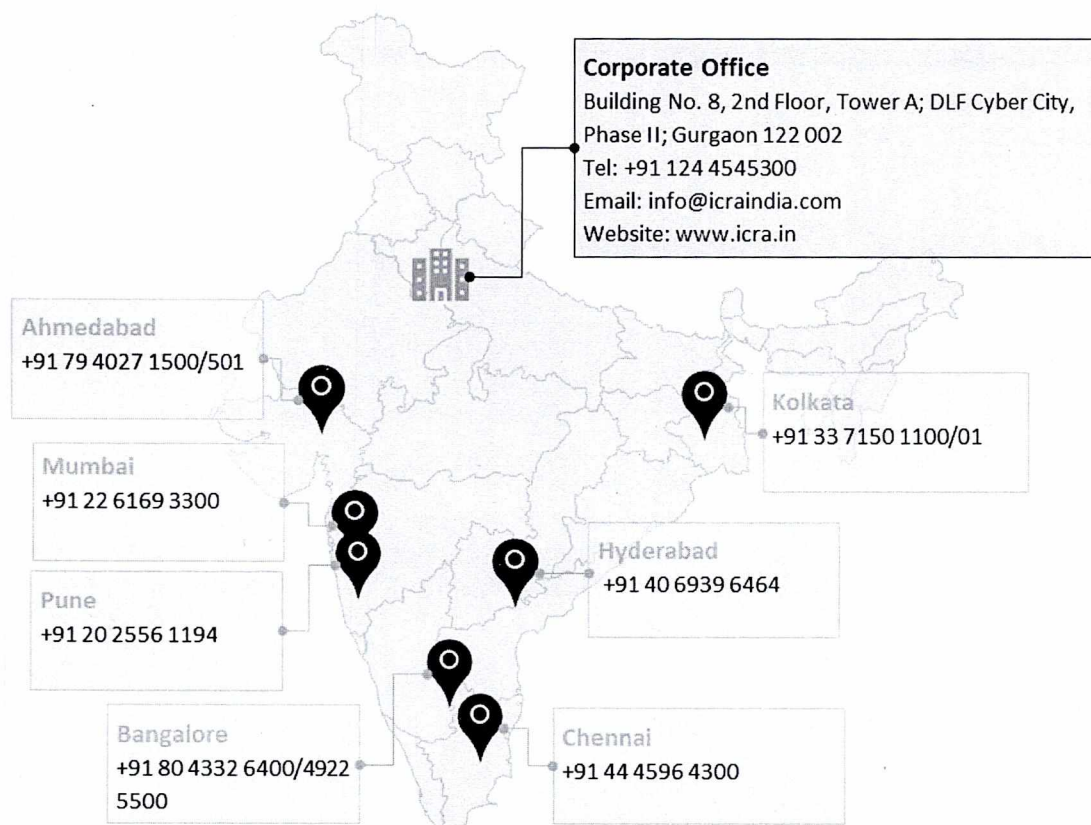 Corporate Office
Building No. 8, 2nd Floor, Tower A; DLF Cyber City,
Phase II; Gurgaon 122 002
Tel: +91 124 4545300
Email: info@icraindia.com
Website: www.icra.in
Ahmedabad
+91 79 4027 1500/501
Kolkata
+91 33 7150 1100/01
Mumbai
+91 22 6169 3300
Hyderabad
+91 40 6939 6464
Pune
+91 20 2556 1194
Bangalore
+91 80 4332 6400/4922
5500
Chennai
+91 44 4596 4300